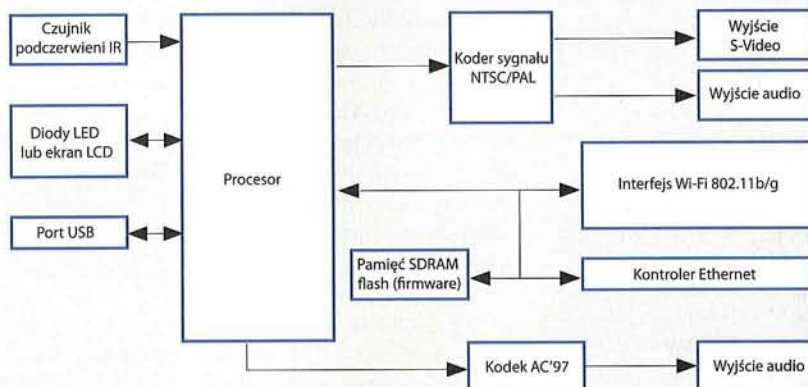 Czujnik
podczerwieni IR
Diody LED
lub ekran LCD
Port USB
Procesor
Koder sygnału
NTSC/PAL
Wyjście
S-Video
Wyjście audio
Interfejs Wi-Fi 802.11b/g
Pamięć SDRAM
flash (firmware)
Kontroler Ethernet
Kodek AC'97
Wyjście audio